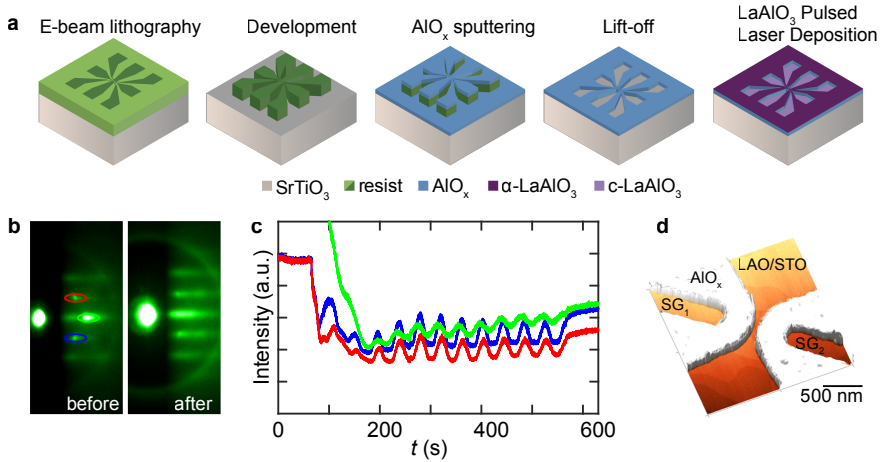 a
E-beam lithography
Development
AlOₓ sputtering
Lift-off
LaAlO₃ Pulsed
Laser Deposition
SrTiO₃
resist
AlOₓ
α-LaAlO₃
c-LaAlO₃
b
before
after
c
Intensity (a.u.)
0
200
400
600
t (s)
d
LAO/STO
AlOₓ
SG₁
SG₂
500 nm